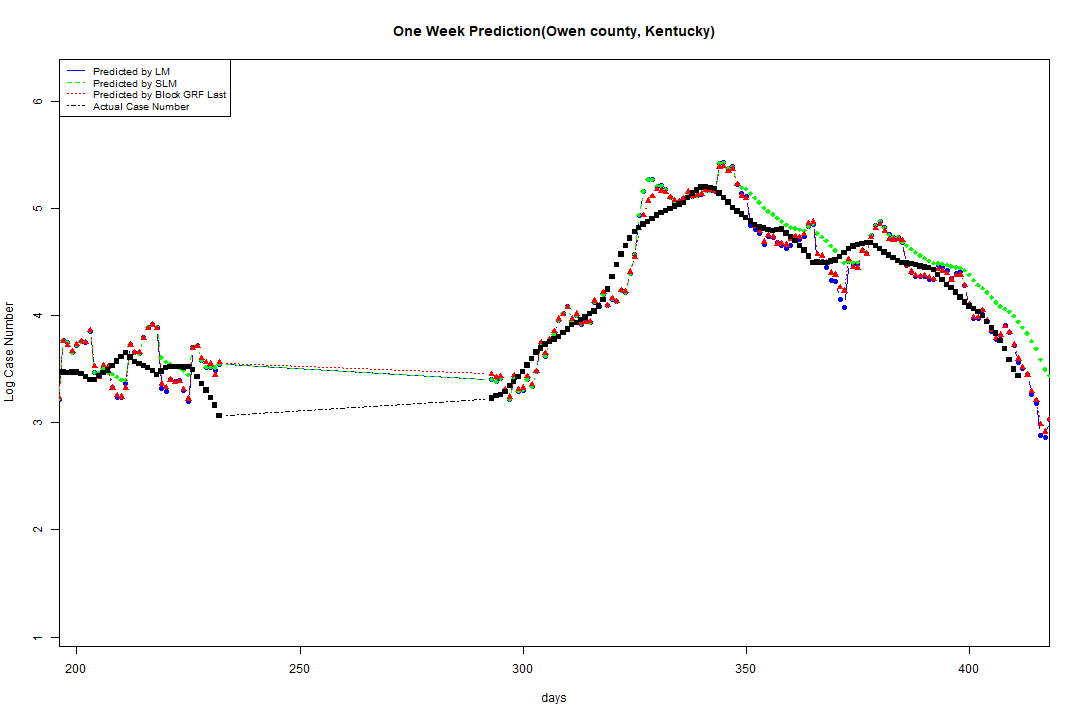 One Week Prediction(Owen county, Kentucky)
Predicted by LM
Predicted by SLM
Predicted by Block GRF Last
Actual Case Number
6
5
4
3
2
1
Log Case Number
200
250
300
350
400
days